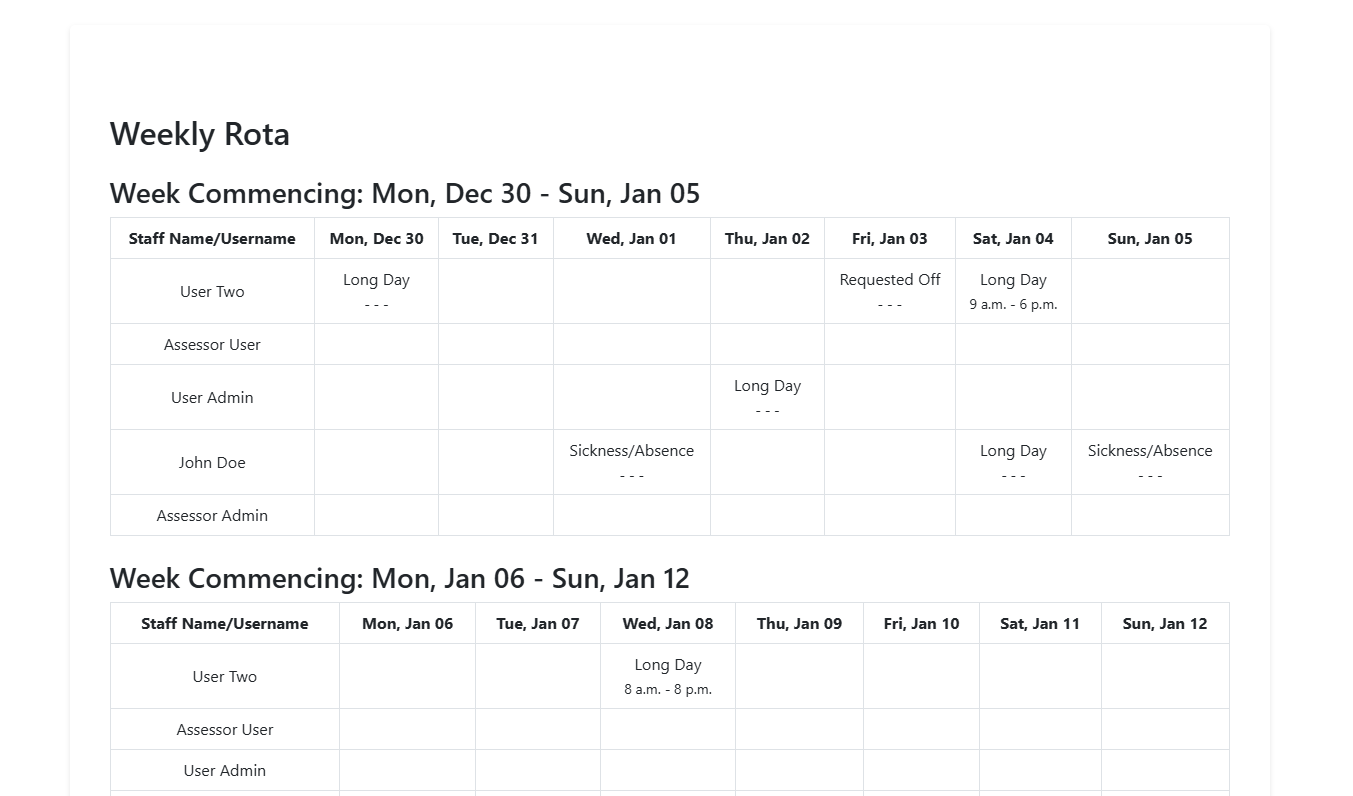 Weekly Rota
Week Commencing: Mon, Dec 30 - Sun, Jan 05
Staff Name/Username Mon, Dec 30 Tue, Dec 31 Wed, Jan 01 Thu, Jan 02 Fri, Jan 03 Sat, Jan 04 Sun, Jan 05
User Two Long Day Requested Off Long Day
- - - - - - 9 a.m. - 6 p.m.
Assessor User
User Admin Long Day
- - -
John Doe Sickness/Absence Long Day Sickness/Absence
- - - - - - - - -
Assessor Admin
Week Commencing: Mon, Jan 06 - Sun, Jan 12
Staff Name/Username Mon, Jan 06 Tue, Jan 07 Wed, Jan 08 Thu, Jan 09 Fri, Jan 10 Sat, Jan 11 Sun, Jan 12
User Two Long Day
8 a.m. - 8 p.m.
Assessor User
User Admin